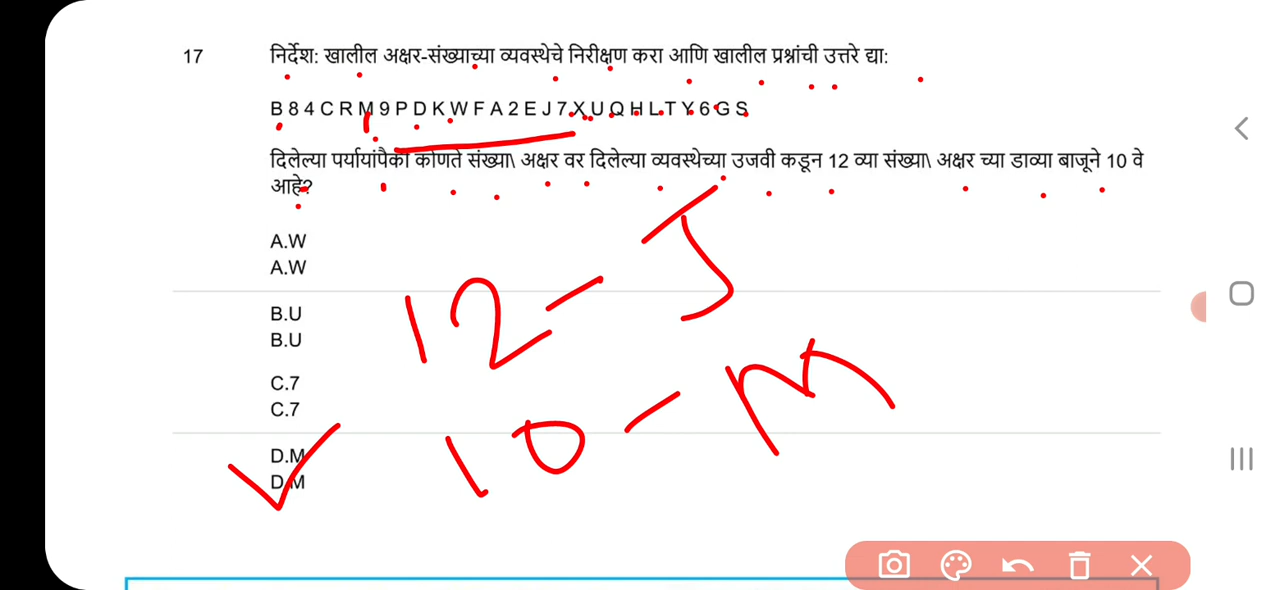 17 निर्देश: खालील अक्षर-संख्याच्या व्यवस्थेचे निरीक्षण करा आणि खालील प्रश्नांची उत्तरे द्या:
B 8 4 C R M 9 P D K W F A 2 E J 7 X U Q H L T Y 6 G S
दिलेल्या पर्यायांपैकी कोणते संख्या\ अक्षर वर दिलेल्या व्यवस्थेच्या उजवी कडून 12 व्या संख्या\ अक्षर च्या डाव्या बाजूने 10 वे
आहे?
A.W
A.W
B.U
B.U
C.7
C.7
D.M
D.M
12 - J
10 - M